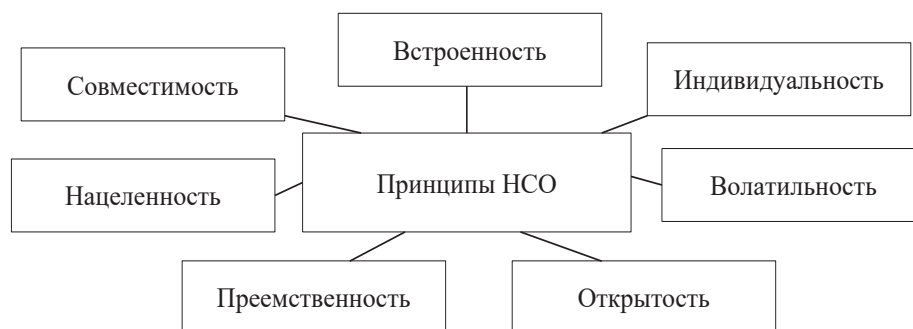 Встроенность
Совместимость
Индивидуальность
Принципы НСО
Нацеленность
Волатильность
Преемственность
Открытость